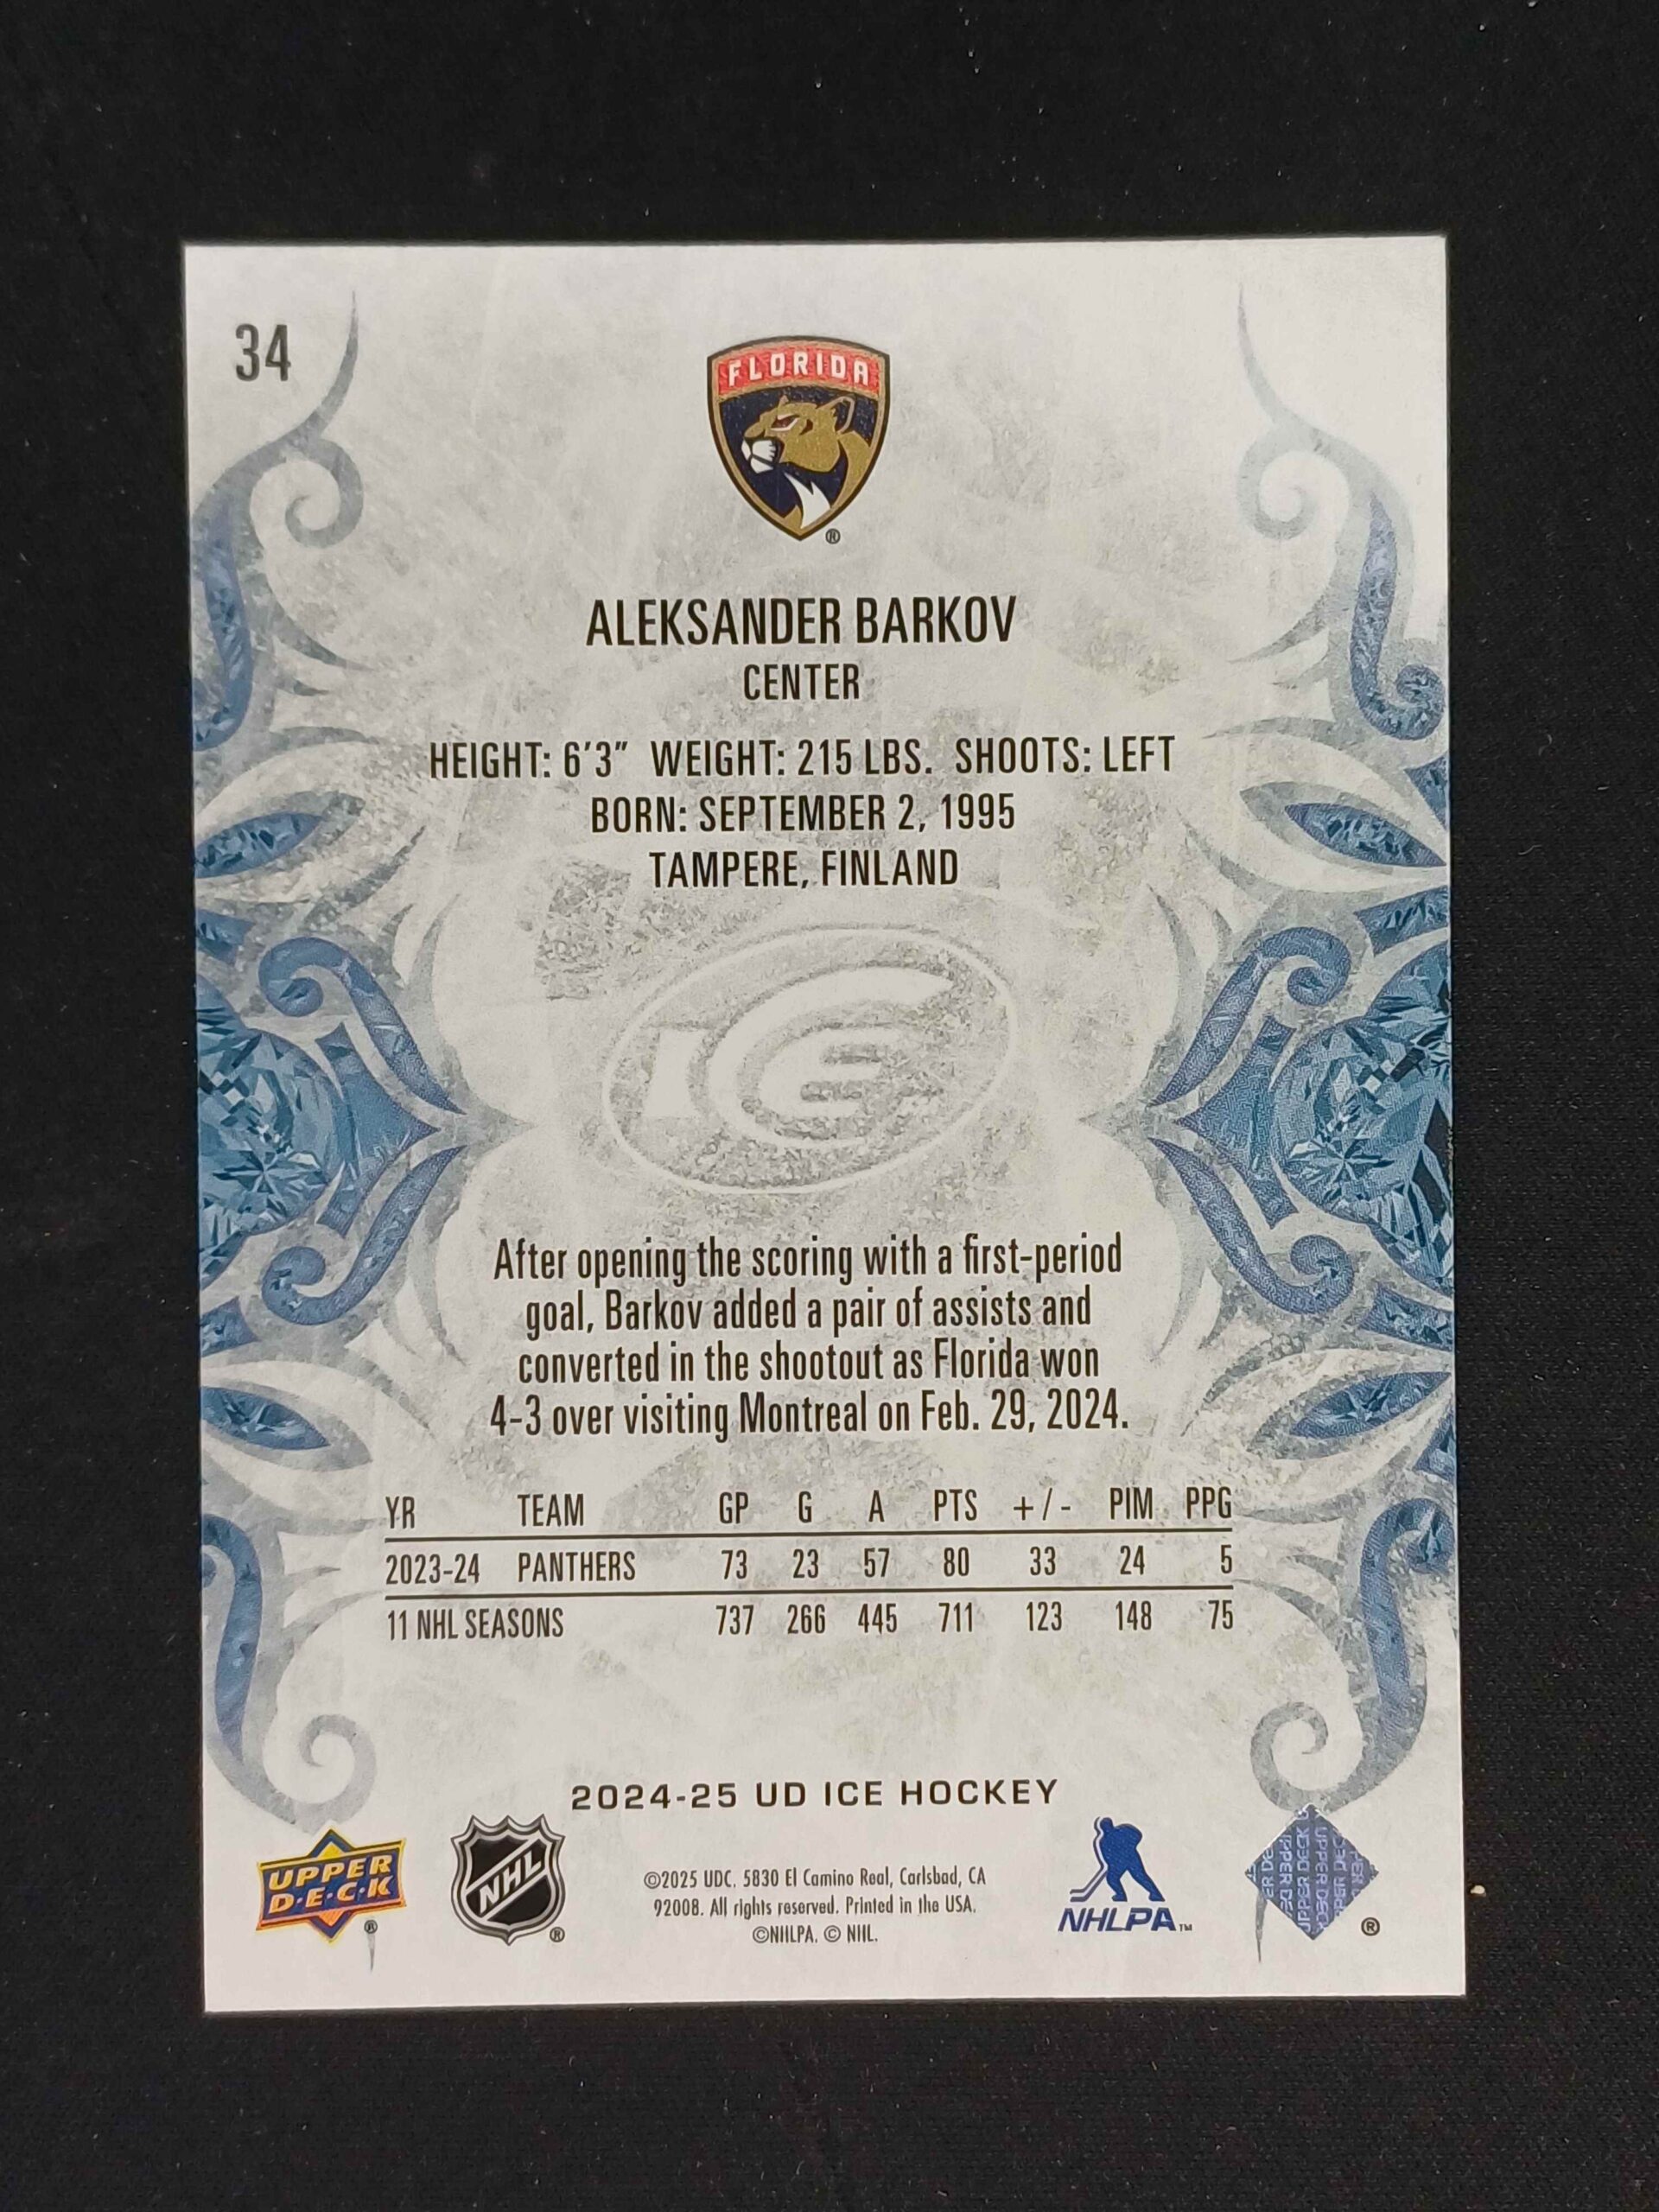 34
FLORIDA
®
ALEKSANDER BARKOV
CENTER
HEIGHT: 6'3" WEIGHT: 215 LBS. SHOOTS: LEFT
BORN: SEPTEMBER 2, 1995
TAMPERE, FINLAND
ICE
After opening the scoring with a first-period
goal, Barkov added a pair of assists and
converted in the shootout as Florida won
4-3 over visiting Montreal on Feb. 29, 2024.
YR TEAM GP G A PTS +/- PIM PPG
2023-24 PANTHERS 73 23 57 80 33 24 5
11 NHL SEASONS 737 266 445 711 123 148 75
2024-25 UD ICE HOCKEY
UPPER
D·E·C·K
®
NHL
®
©2025 UDC. 5830 El Camino Real, Carlsbad, CA
92008. All rights reserved. Printed in the USA.
©NHLPA. © NHL.
NHLPA™
UPPER DECK
®